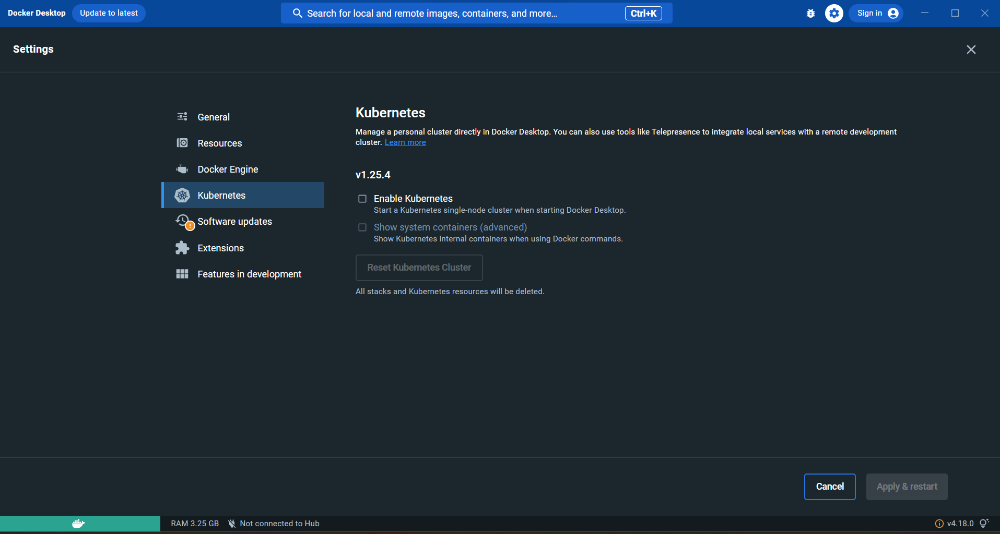 Docker Desktop
Update to latest
Search for local and remote images, containers, and more...
Ctrl+K
Sign in
Settings
General
Resources
Docker Engine
Kubernetes
Software updates
Extensions
Features in development
Kubernetes
Manage a personal cluster directly in Docker Desktop. You can also use tools like Telepresence to integrate local services with a remote development
cluster. Learn more
v1.25.4
Enable Kubernetes
Start a Kubernetes single-node cluster when starting Docker Desktop.
Show system containers (advanced)
Show Kubernetes internal containers when using Docker commands.
Reset Kubernetes Cluster
All stacks and Kubernetes resources will be deleted.
Cancel
Apply & restart
RAM 3.25 GB
Not connected to Hub
v4.18.0